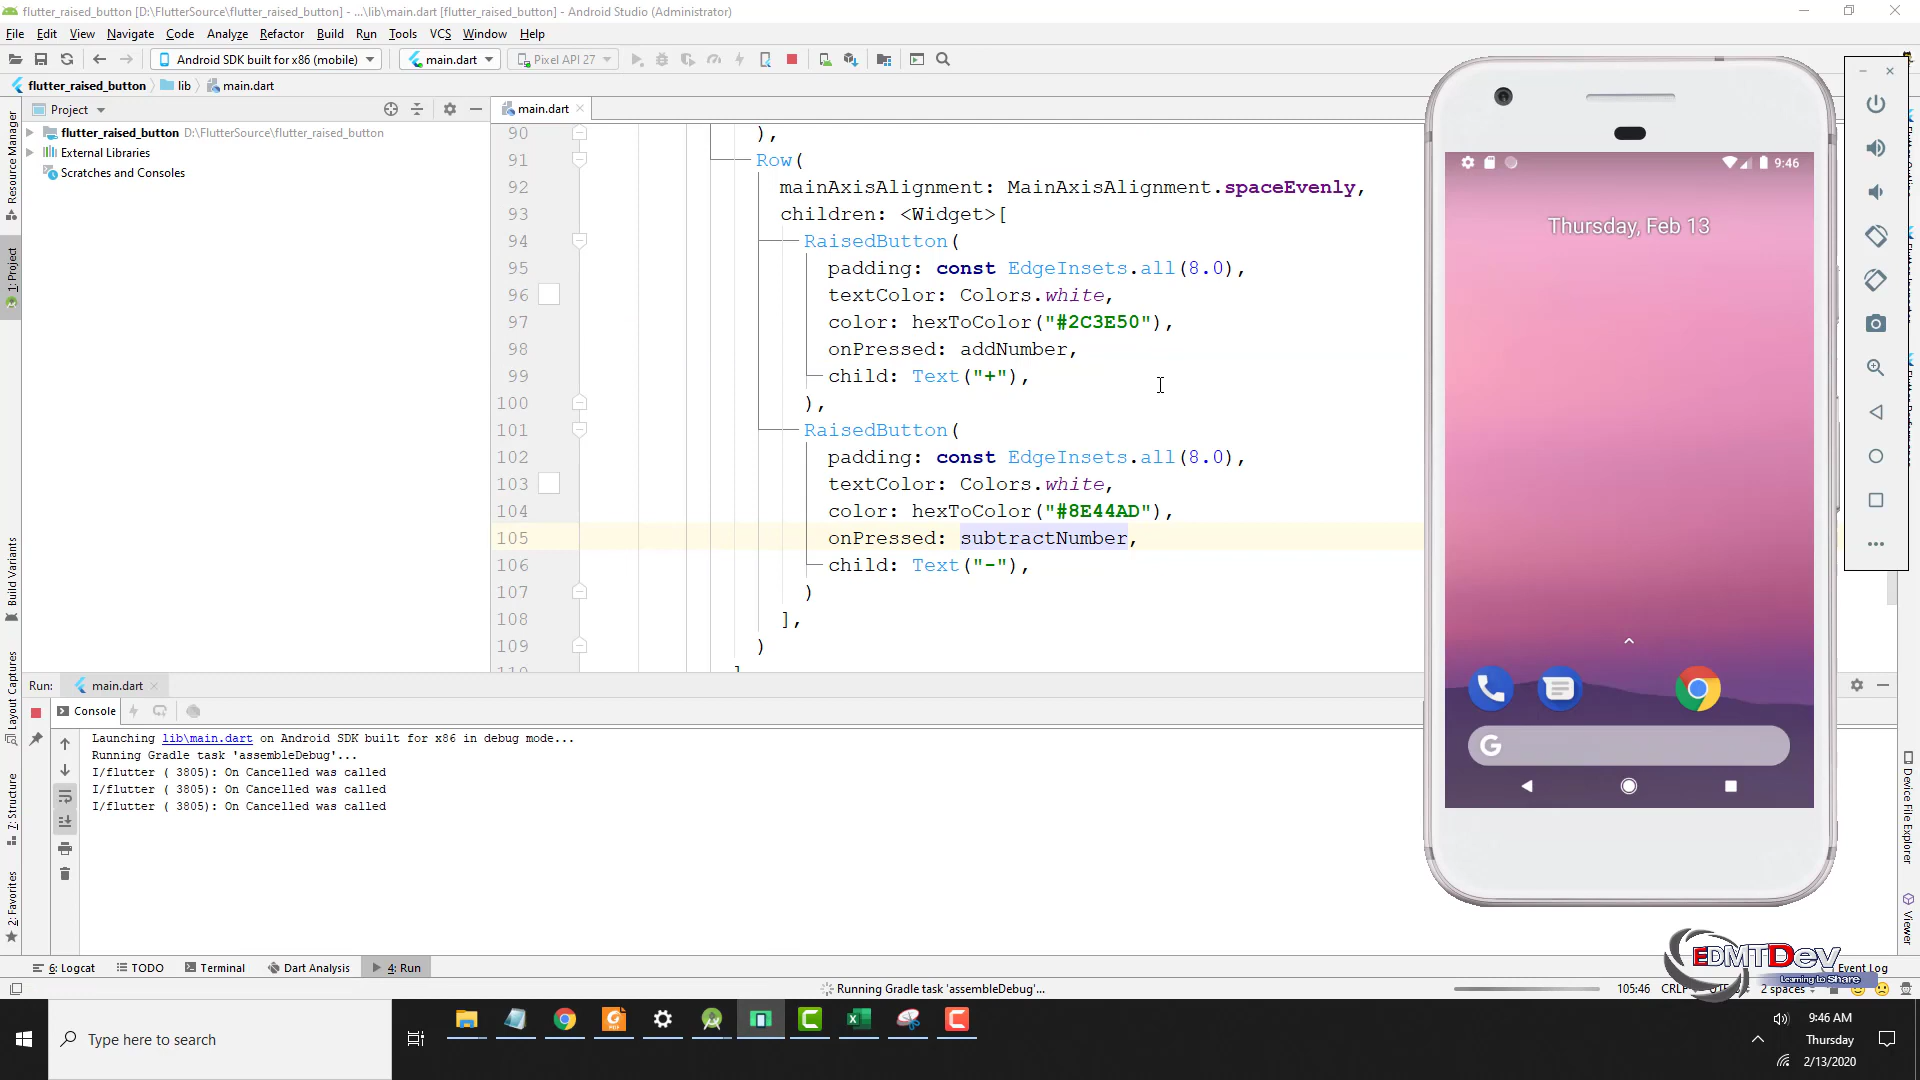 flutter_raised_button [D:\FlutterSource\flutter_raised_button] - ...\lib\main.dart [flutter_raised_button] - Android Studio (Administrator)
File Edit View Navigate Code Analyze Refactor Build Run Tools VCS Window Help
Android SDK built for x86 (mobile) main.dart Pixel API 27
flutter_raised_button lib main.dart
Project
main.dart
flutter_raised_button D:\FlutterSource\flutter_raised_button
External Libraries
Scratches and Consoles
Resource Manager
1: Project
Build Variants
Layout Captures
7: Structure
2: Favorites
90 ),
91 Row(
92 mainAxisAlignment: MainAxisAlignment.spaceEvenly,
93 children: <Widget>[
94 RaisedButton(
95 padding: const EdgeInsets.all(8.0),
96 textColor: Colors.white,
97 color: hexToColor("#2C3E50"),
98 onPressed: addNumber,
99 child: Text("+"),
100 ),
101 RaisedButton(
102 padding: const EdgeInsets.all(8.0),
103 textColor: Colors.white,
104 color: hexToColor("#8E44AD"),
105 onPressed: subtractNumber,
106 child: Text("-"),
107 )
108 ],
109 )
9:46
Thursday, Feb 13
G
Run: main.dart
Console
Launching lib\main.dart on Android SDK built for x86 in debug mode...
Running Gradle task 'assembleDebug'...
I/flutter ( 3805): On Cancelled was called
I/flutter ( 3805): On Cancelled was called
I/flutter ( 3805): On Cancelled was called
Device File Explorer
Viewer
EDMTDev
Learning to Share
6: Logcat TODO Terminal Dart Analysis 4: Run Event Log
Running Gradle task 'assembleDebug'... 105:46 CRLF 2 spaces
Type here to search
9:46 AM
Thursday
2/13/2020